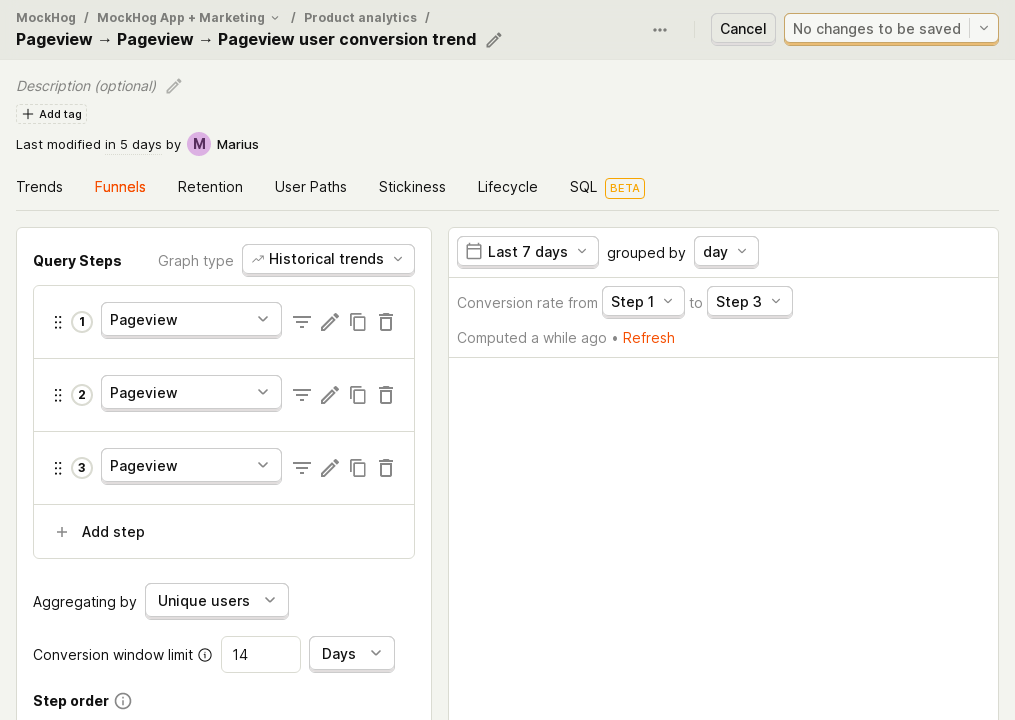 MockHog / MockHog App + Marketing / Product analytics /
Pageview → Pageview → Pageview user conversion trend
Cancel
No changes to be saved
Description (optional)
Add tag
Last modified in 5 days by M Marius
Trends Funnels Retention User Paths Stickiness Lifecycle SQL BETA
Query Steps Graph type Historical trends
1 Pageview
2 Pageview
3 Pageview
Add step
Aggregating by Unique users
Conversion window limit 14 Days
Step order
Last 7 days grouped by day
Conversion rate from Step 1 to Step 3
Computed a while ago • Refresh